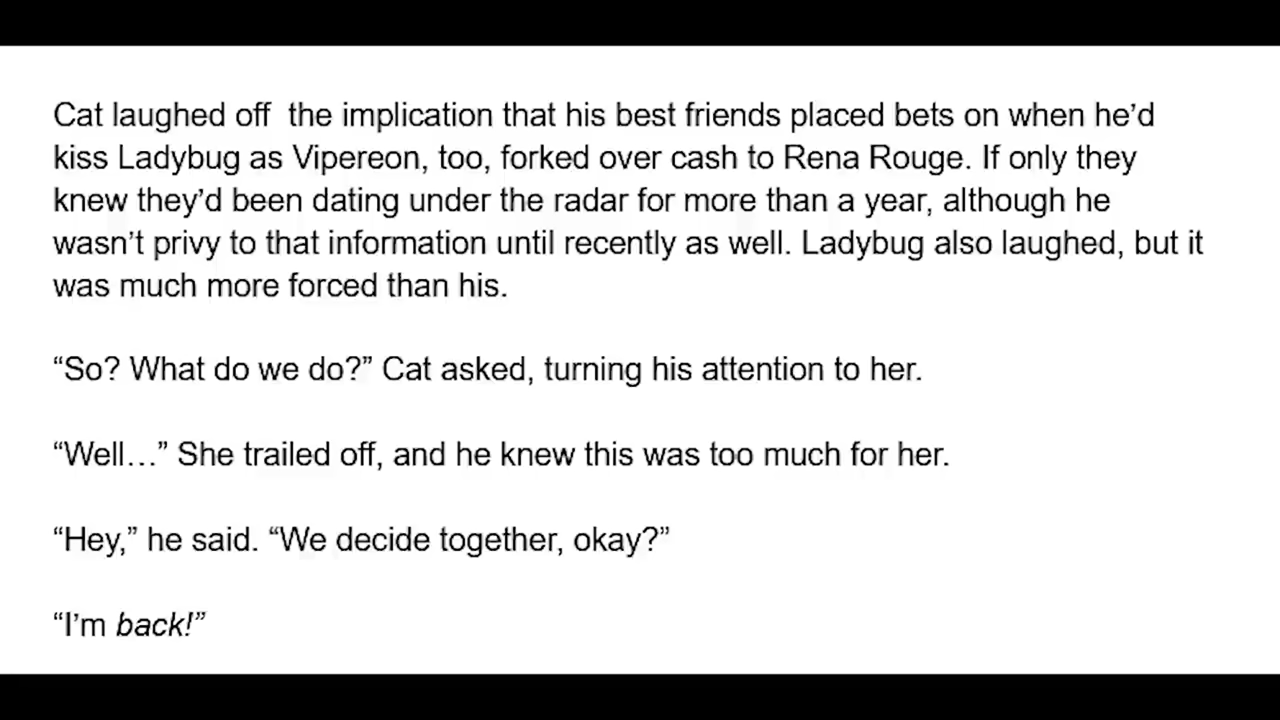 Cat laughed off  the implication that his best friends placed bets on when he’d
kiss Ladybug as Vipereon, too, forked over cash to Rena Rouge. If only they
knew they’d been dating under the radar for more than a year, although he
wasn’t privy to that information until recently as well. Ladybug also laughed, but it
was much more forced than his.
“So? What do we do?” Cat asked, turning his attention to her.
“Well…” She trailed off, and he knew this was too much for her.
“Hey,” he said. “We decide together, okay?”
“I’m back!”